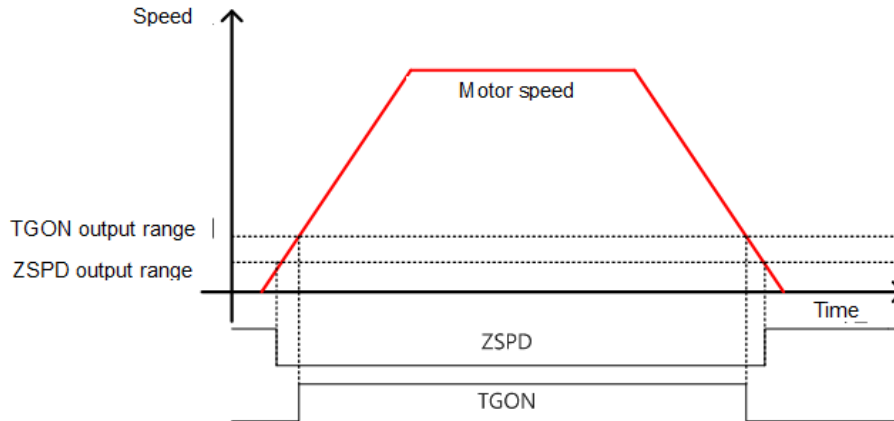 Speed
Motor speed
TGON output range
ZSPD output range
Time
ZSPD
TGON